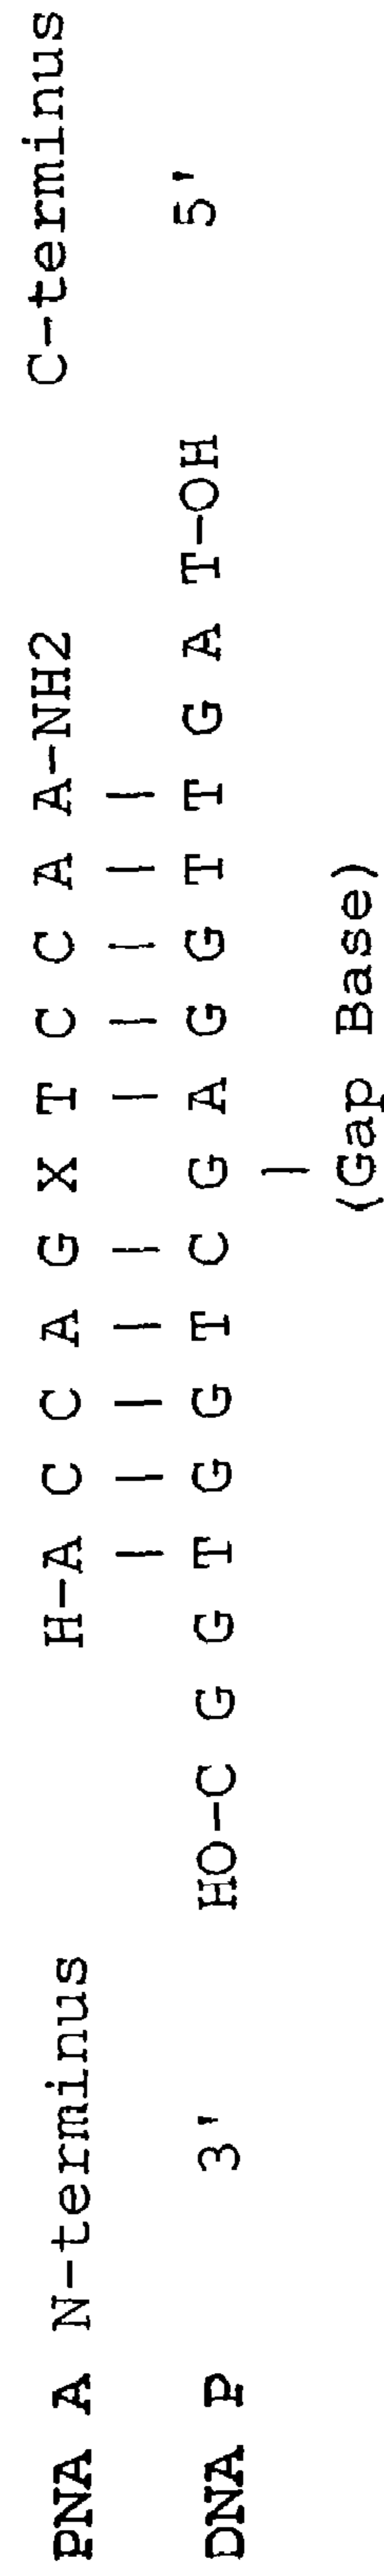 PNA A N-terminus H-A C C A G X T C C A A-NH2 C-terminus
| | | | | | | | | |
DNA P 3' HO-C G G T G G T C G A G G T T G A T-OH 5'
|
(Gap Base)